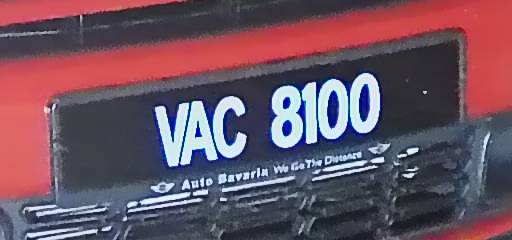 VAC 8100
Auto Bavaria We Go The Distance